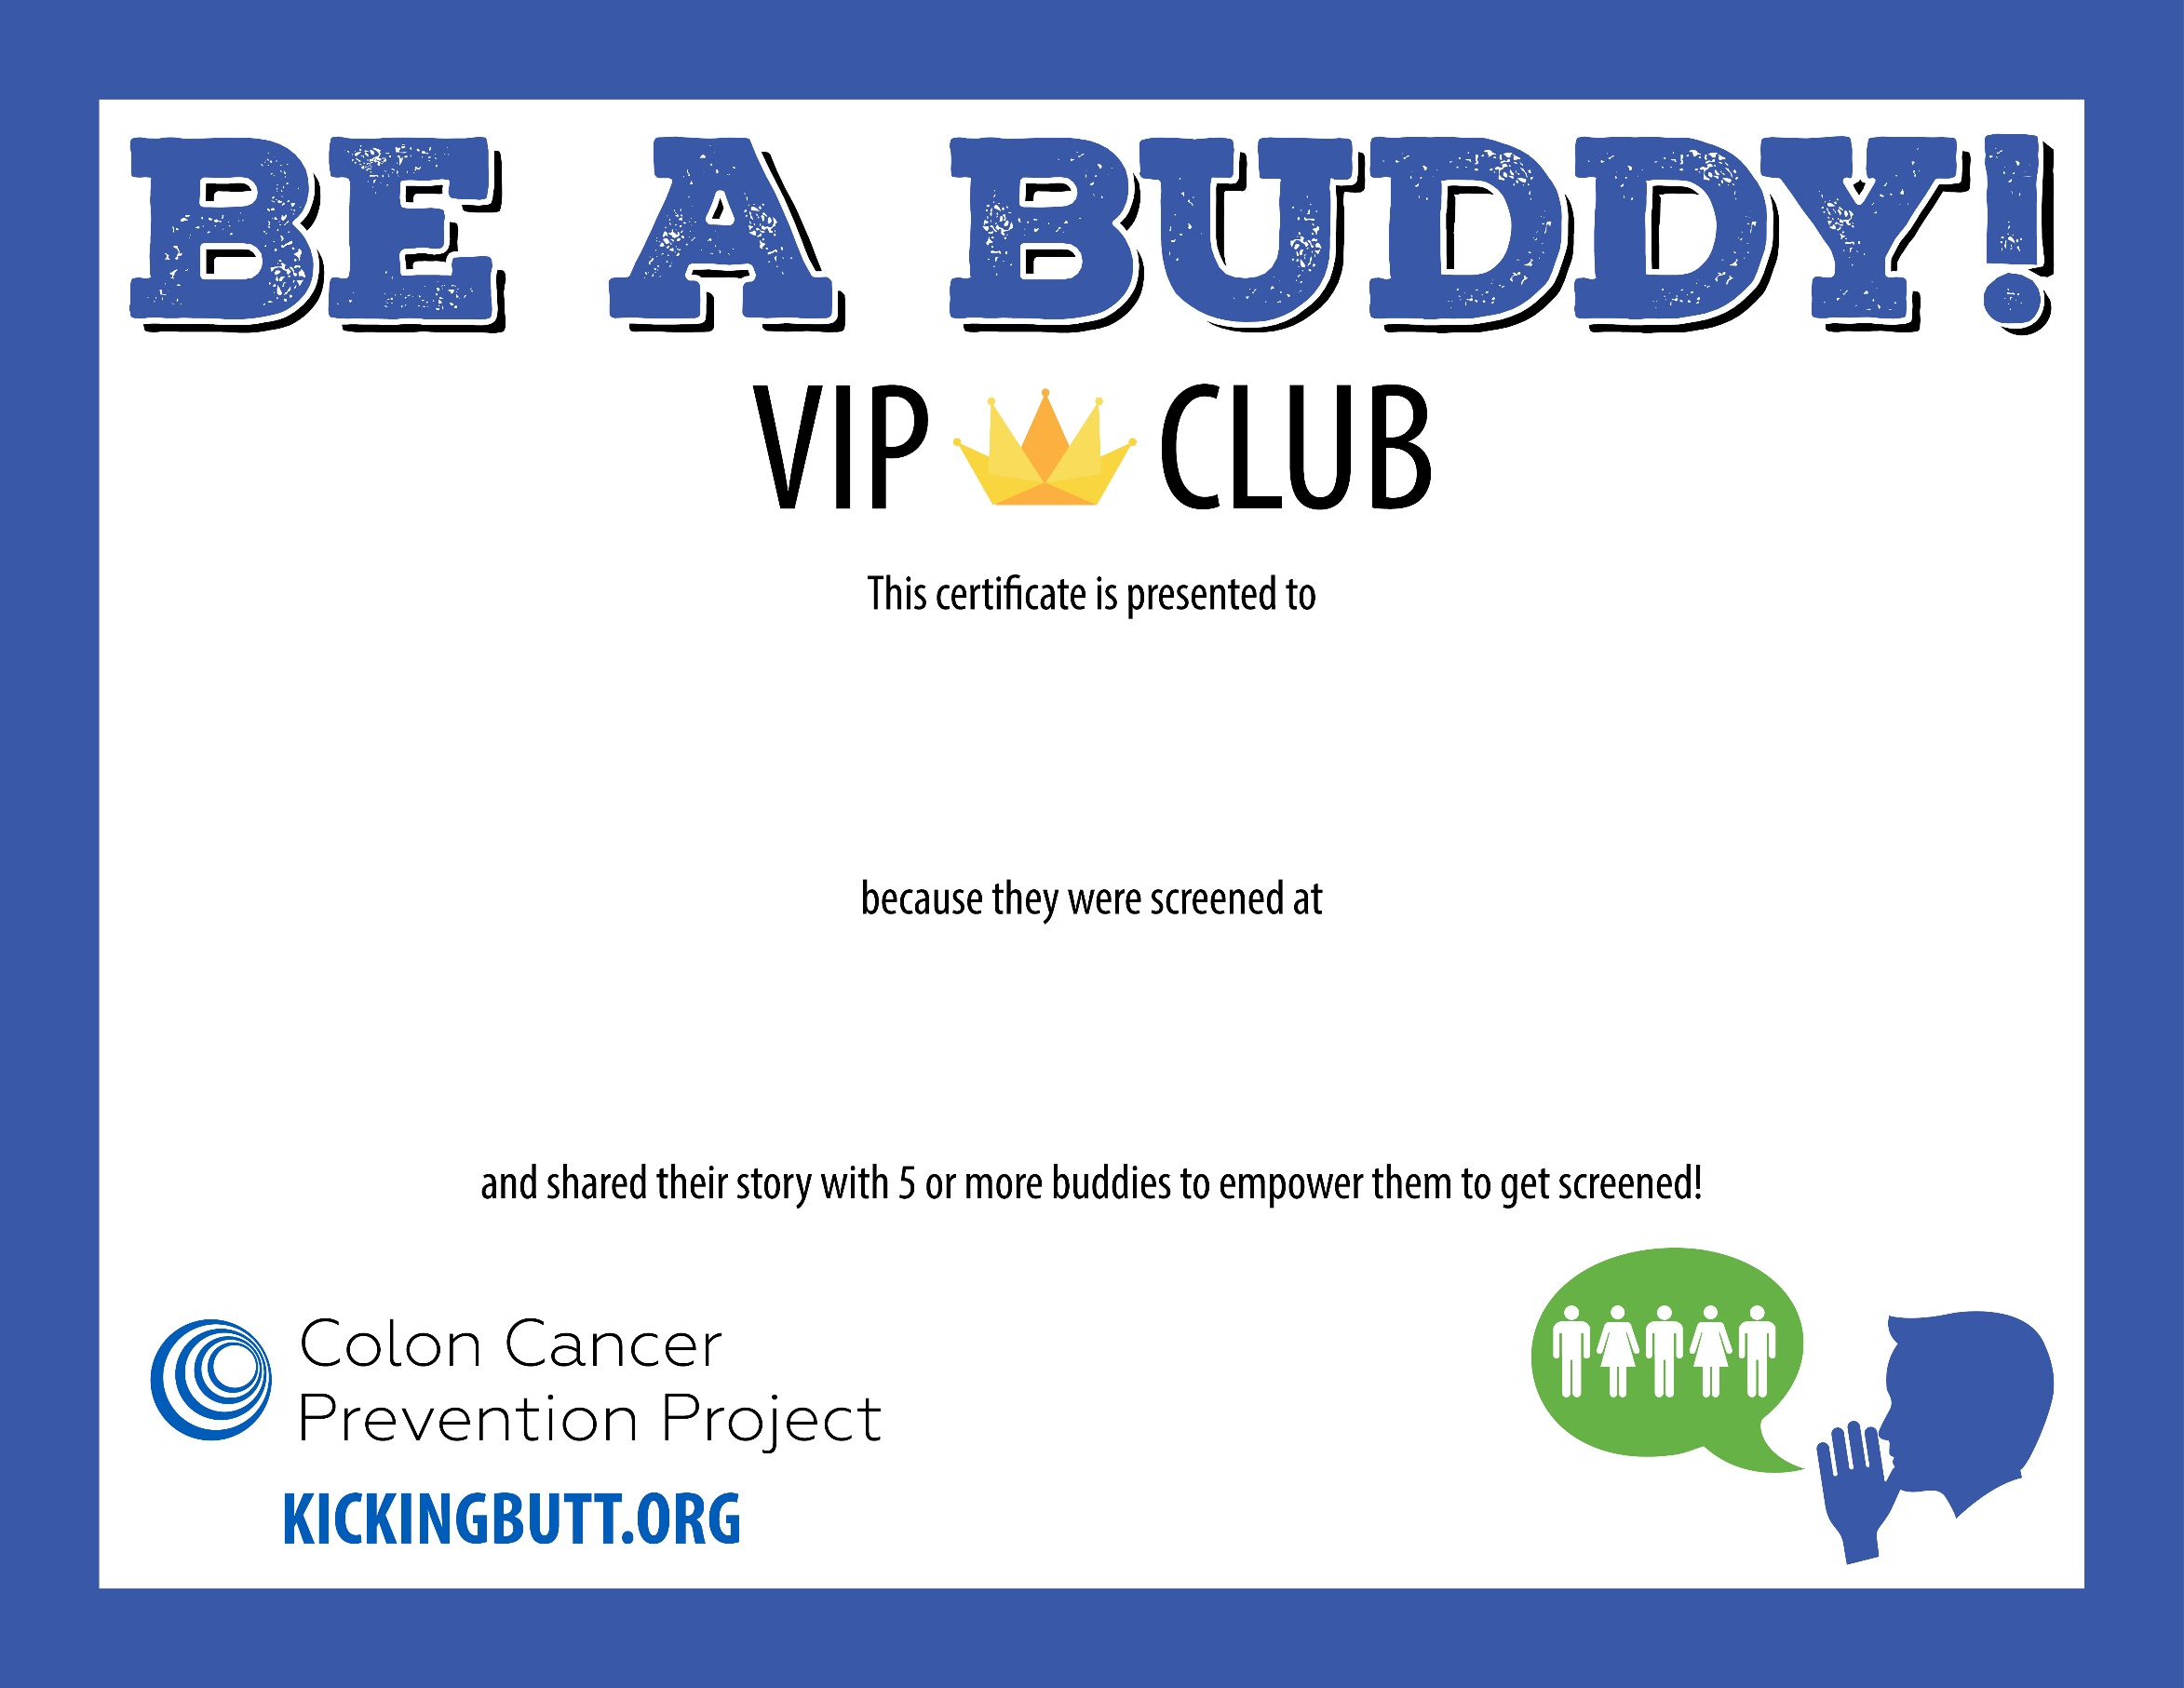 BE A BUDDY!
VIP CLUB
This certificate is presented to
because they were screened at
and shared their story with 5 or more buddies to empower them to get screened!
Colon Cancer
Prevention Project
KICKINGBUTT.ORG